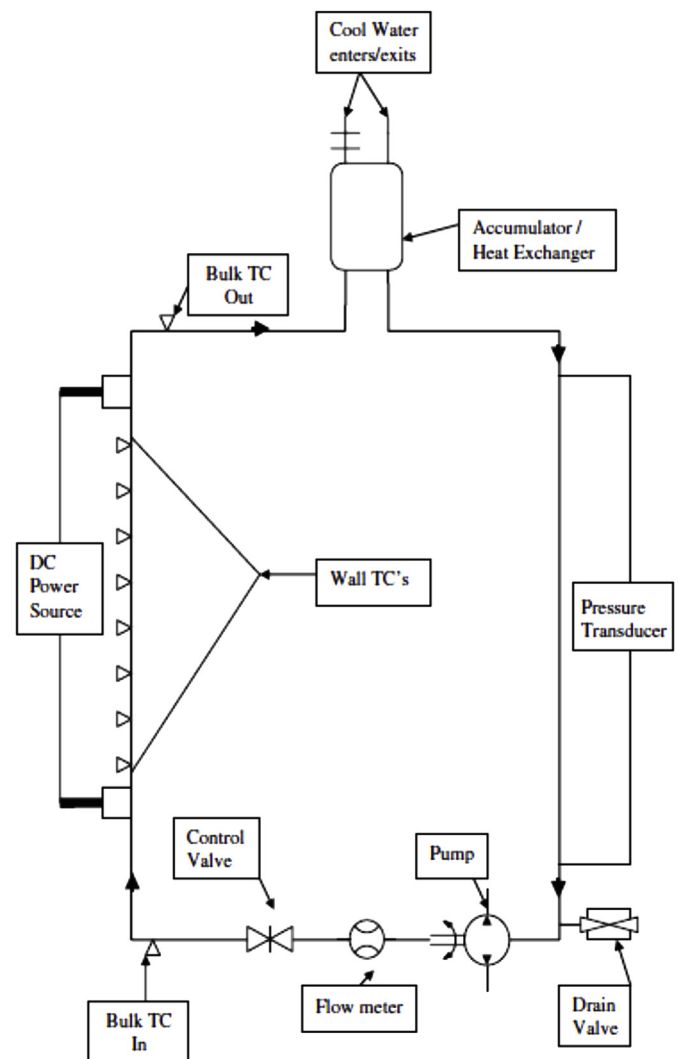 Cool Water
enters/exits
Accumulator /
Heat Exchanger
Bulk TC
Out
DC
Power
Source
Wall TC’s
Pressure
Transducer
Control
Valve
Pump
Flow meter
Drain
Valve
Bulk TC
In